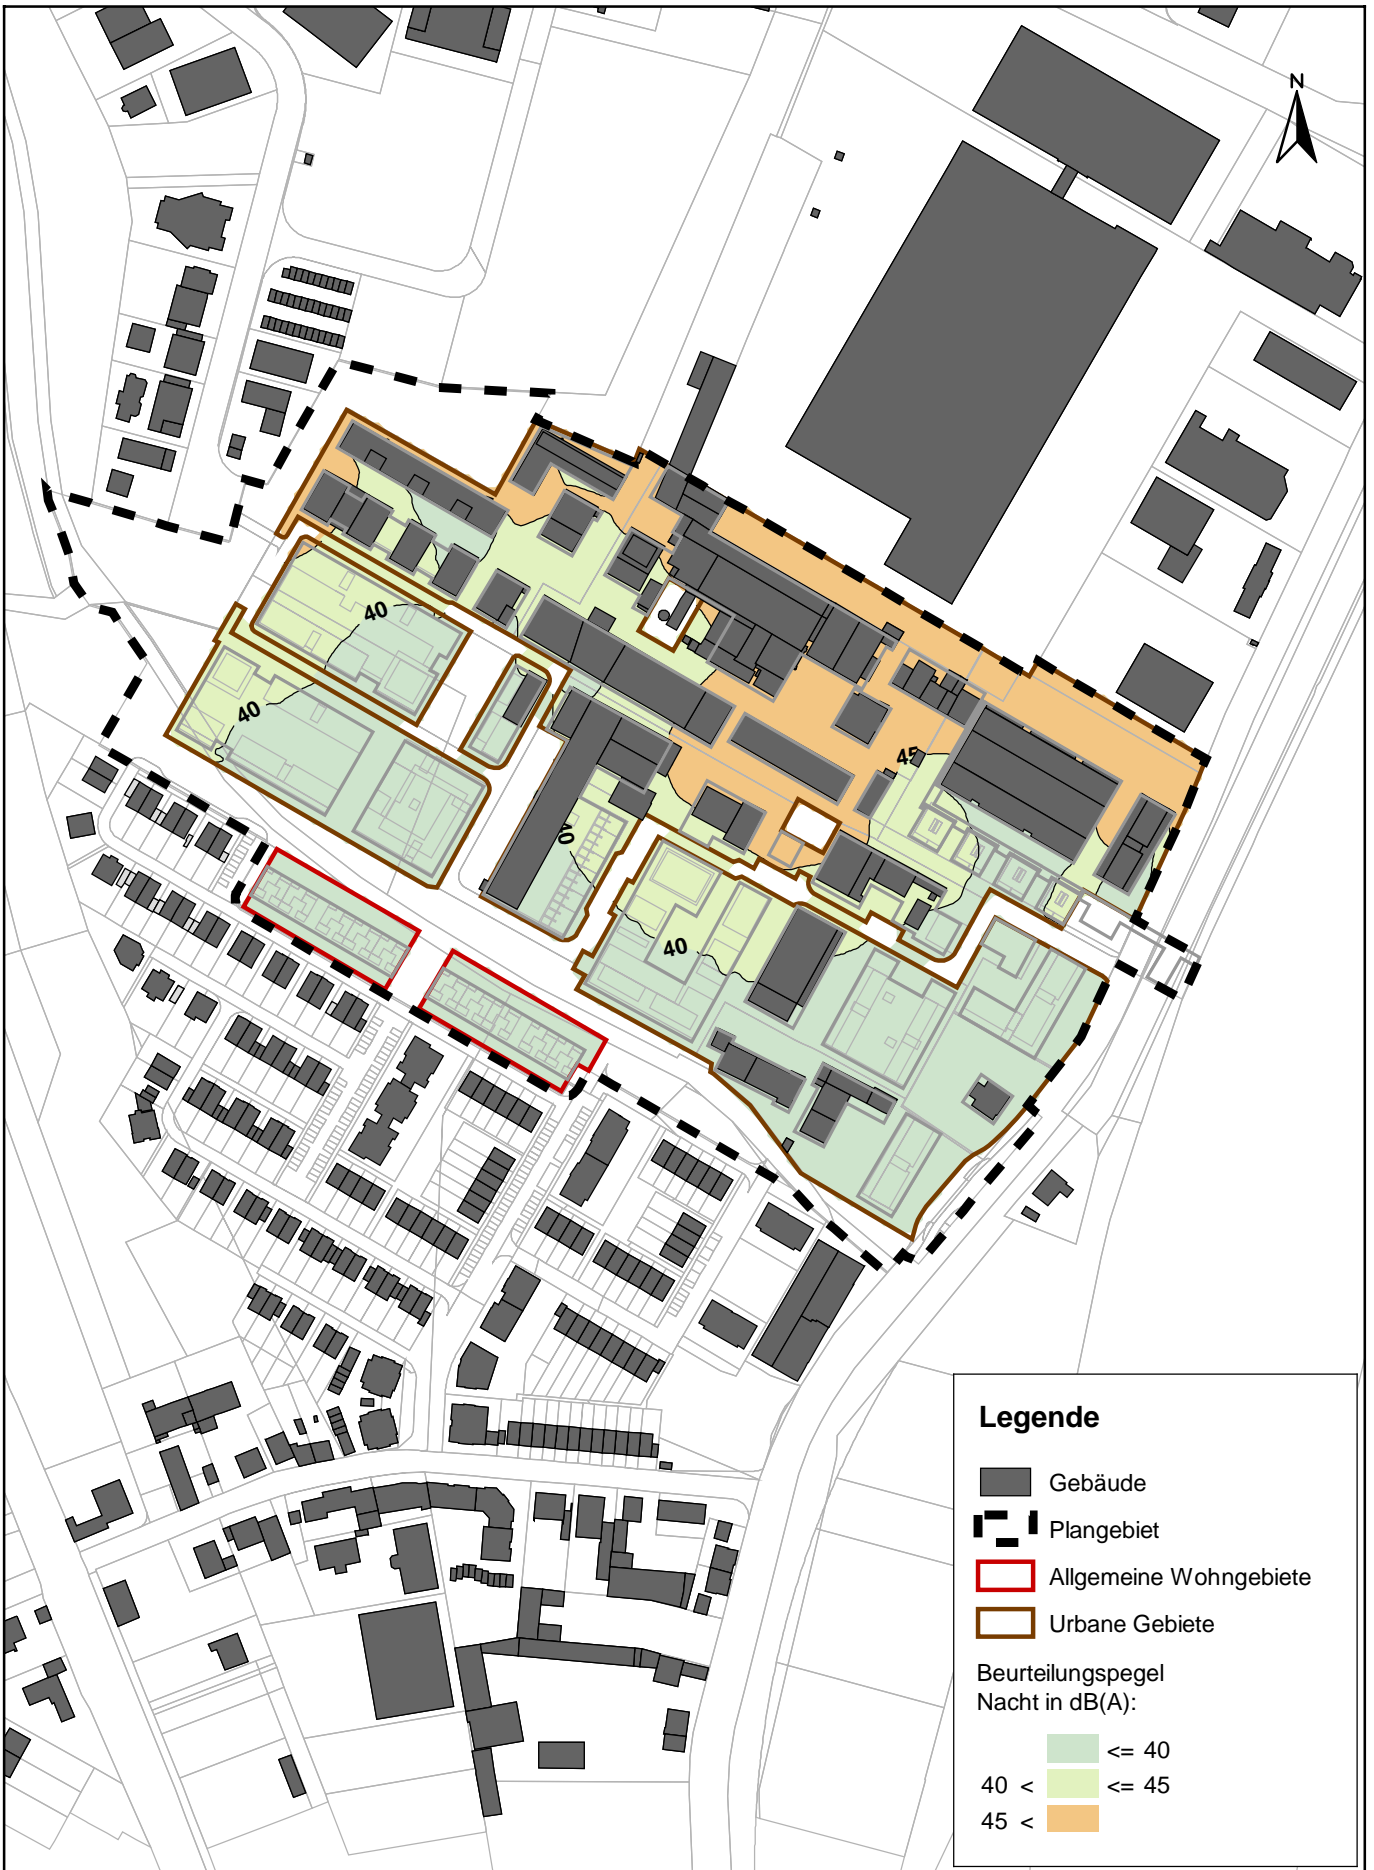 N
40
40
45
40
40
Legende
Gebäude
Plangebiet
Allgemeine Wohngebiete
Urbane Gebiete
Beurteilungspegel
Nacht in dB(A):
<= 40
40 < <= 45
45 <